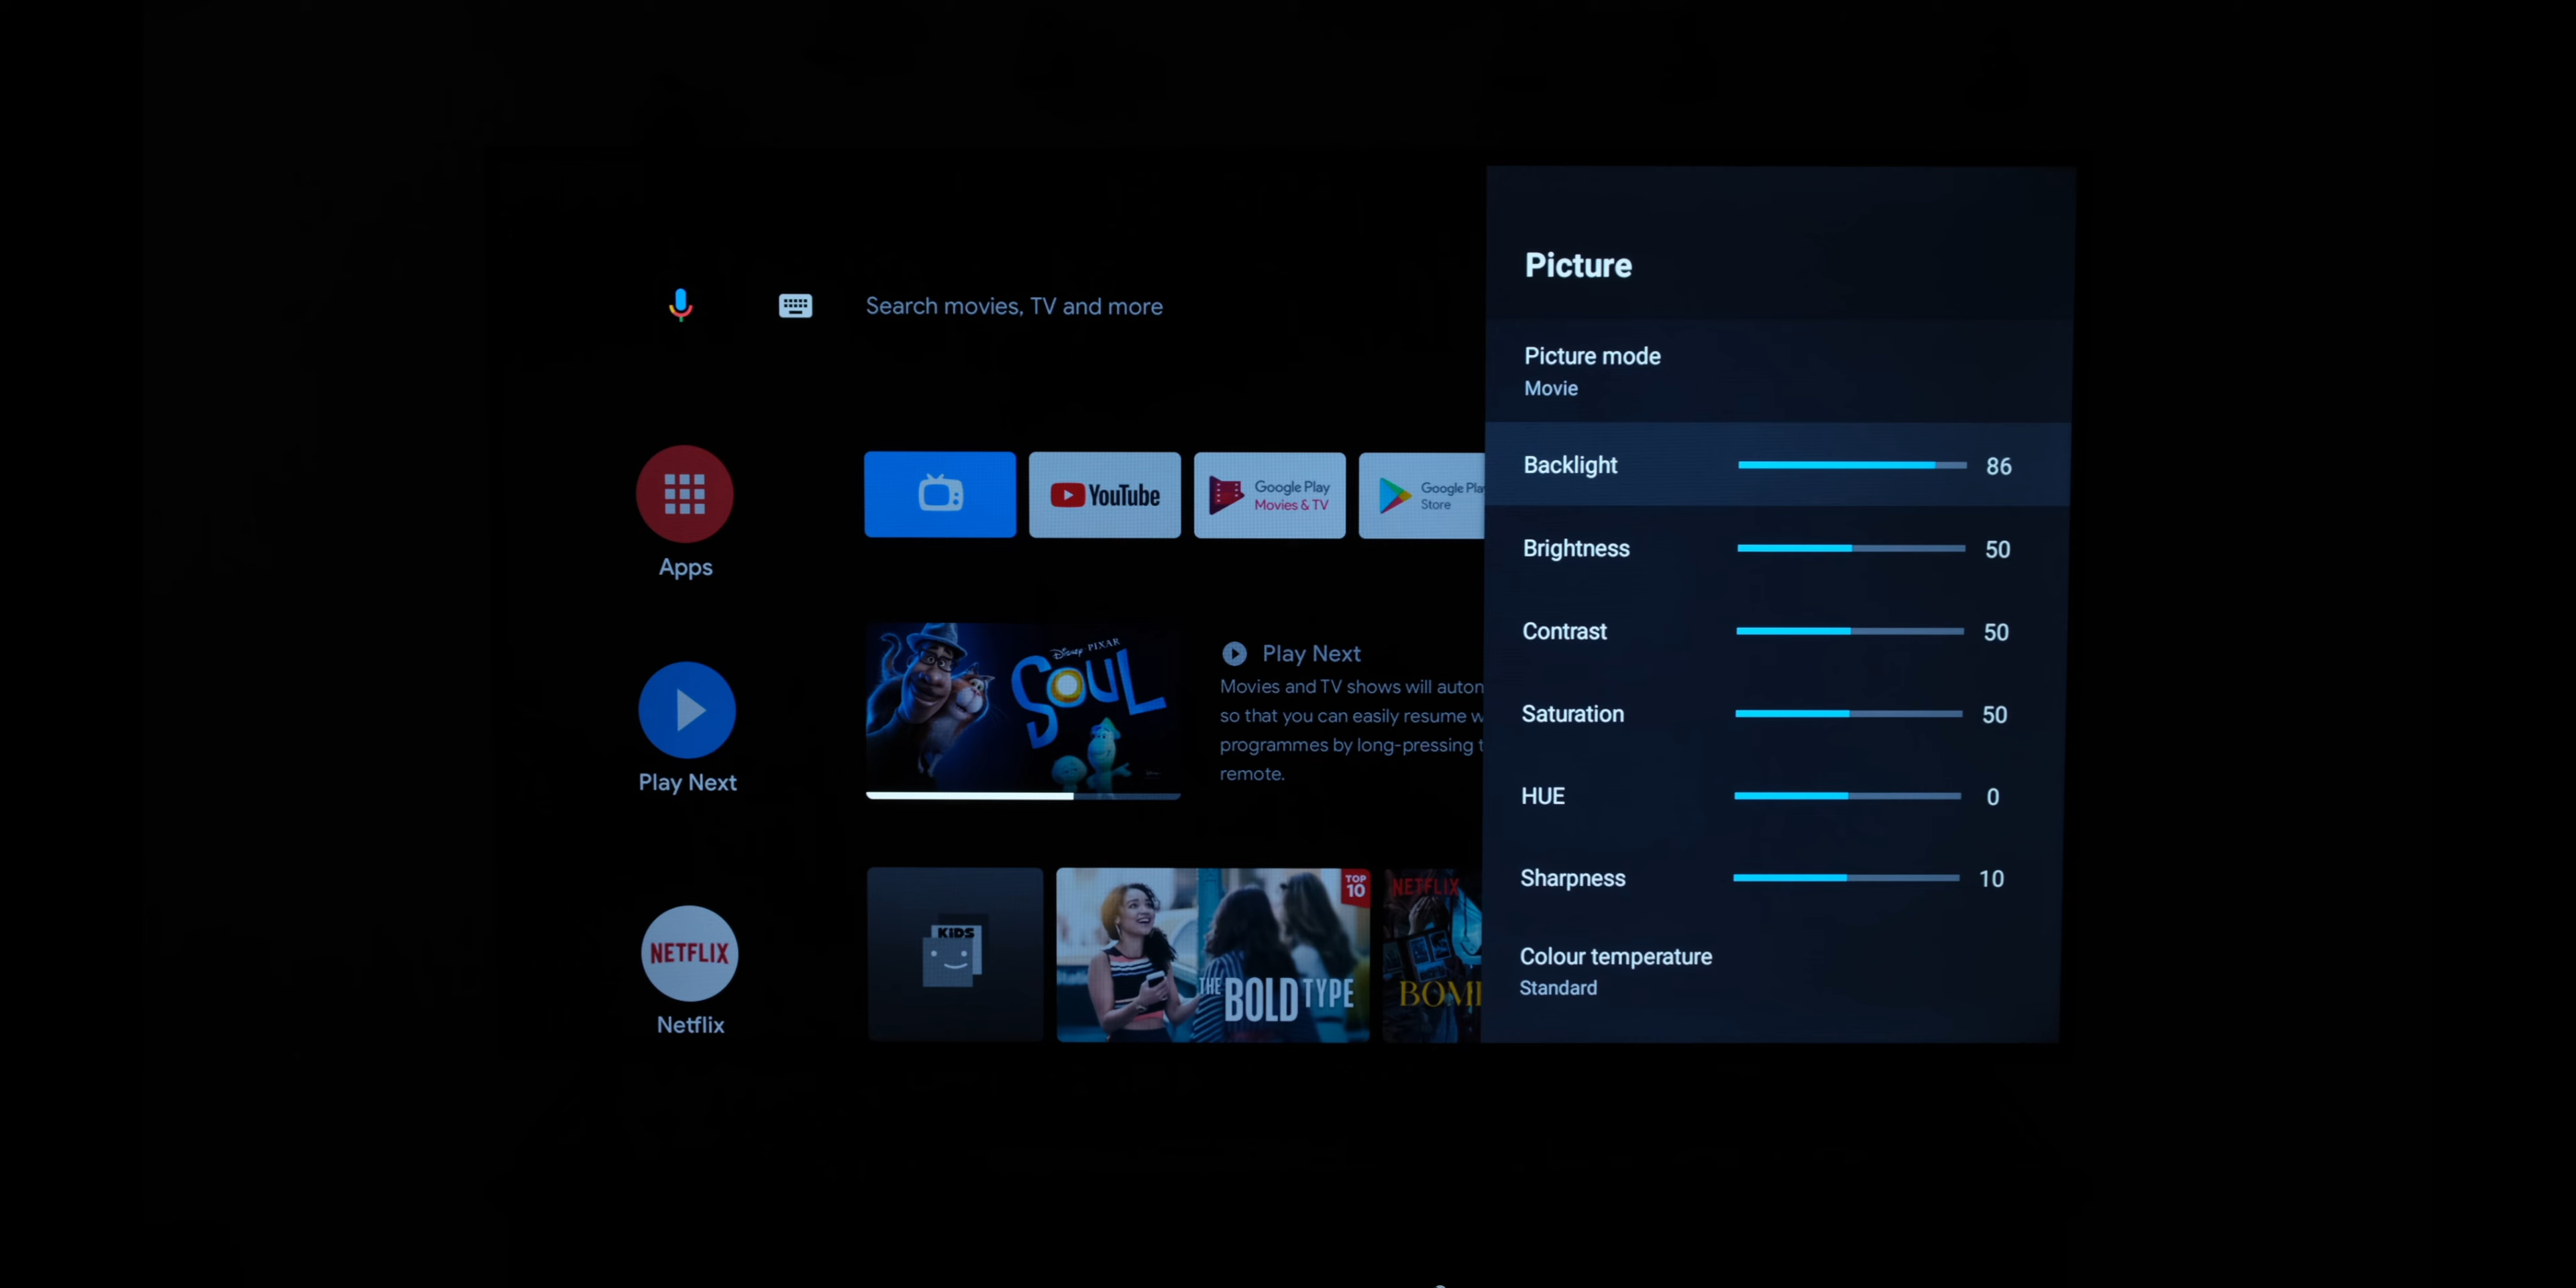 Search movies, TV and more
Apps
YouTube
Google Play
Movies & TV
Google Play
Store
Play Next
DISNEY PIXAR
SOUL
Play Next
Movies and TV shows will auton
so that you can easily resume w
programmes by long-pressing t
remote.
NETFLIX
Netflix
KIDS
TOP
10
THE BOLD TYPE
NETFLIX
BOM
Picture
Picture mode
Movie
Backlight 86
Brightness 50
Contrast 50
Saturation 50
HUE 0
Sharpness 10
Colour temperature
Standard